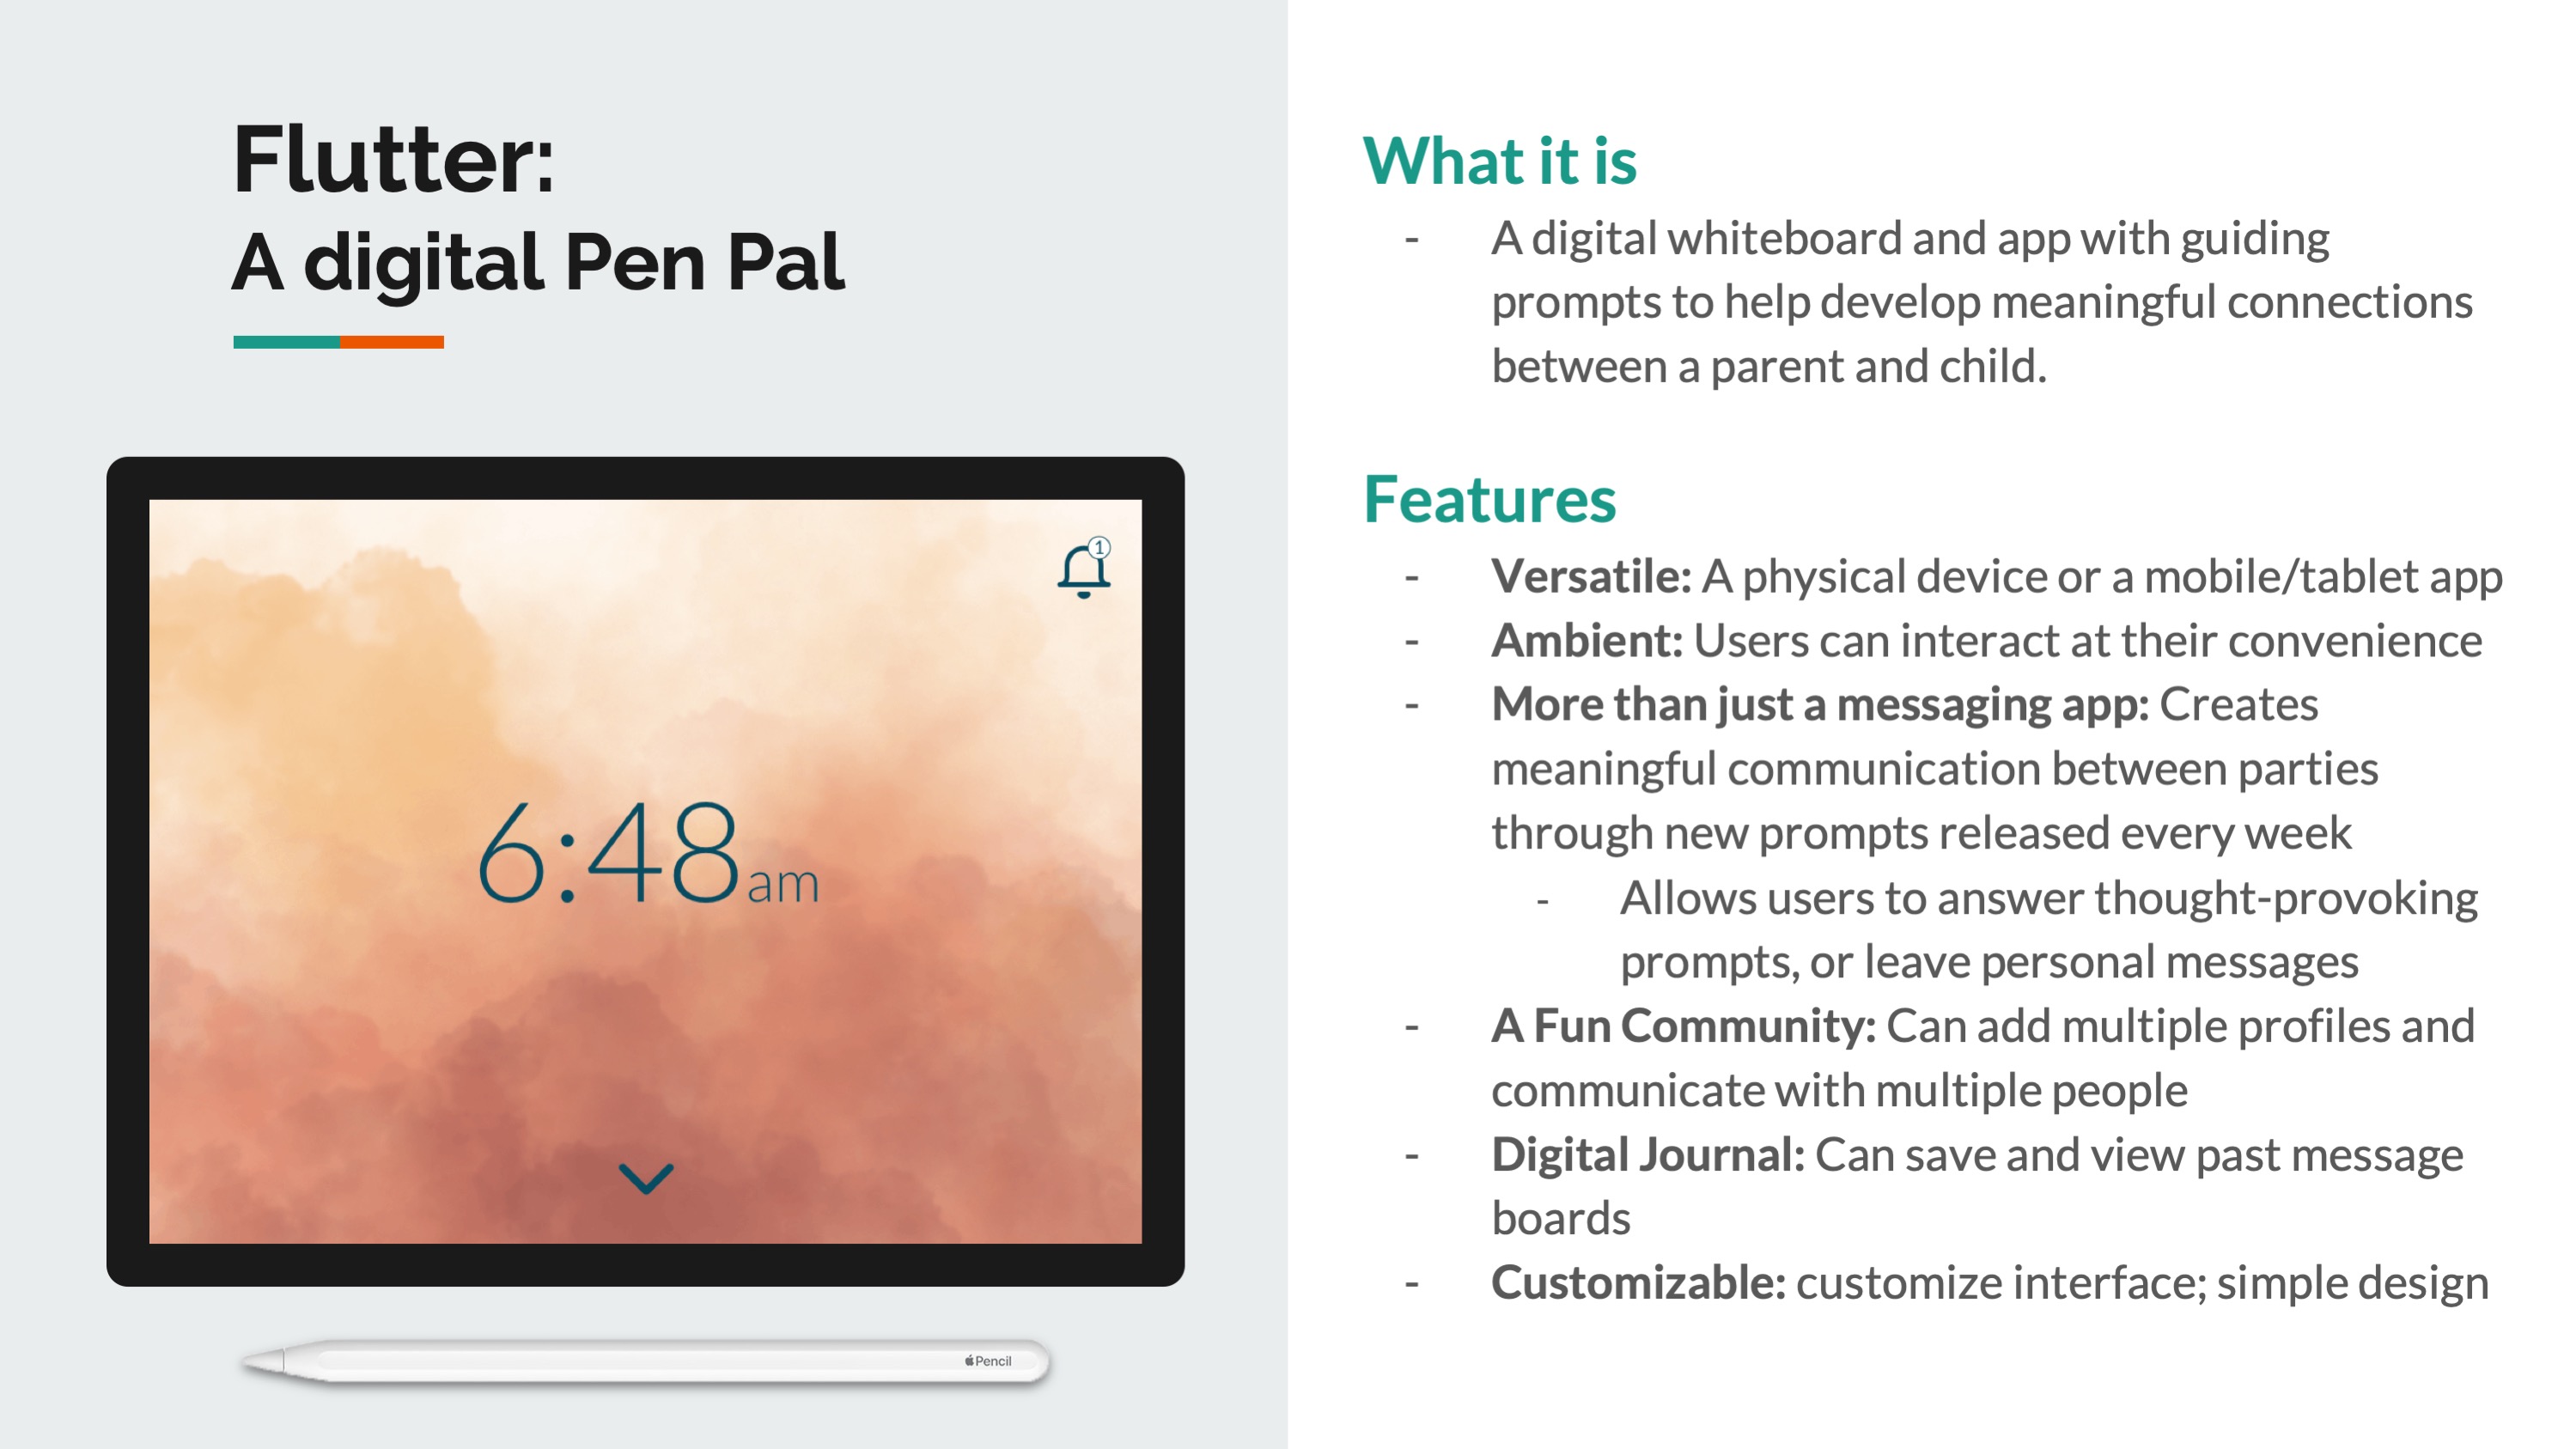 Flutter:
A digital Pen Pal
1
6:48am
Pencil
What it is
- A digital whiteboard and app with guiding
prompts to help develop meaningful connections
between a parent and child.
Features
- Versatile: A physical device or a mobile/tablet app
- Ambient: Users can interact at their convenience
- More than just a messaging app: Creates
meaningful communication between parties
through new prompts released every week
- Allows users to answer thought-provoking
prompts, or leave personal messages
- A Fun Community: Can add multiple profiles and
communicate with multiple people
- Digital Journal: Can save and view past message
boards
- Customizable: customize interface; simple design